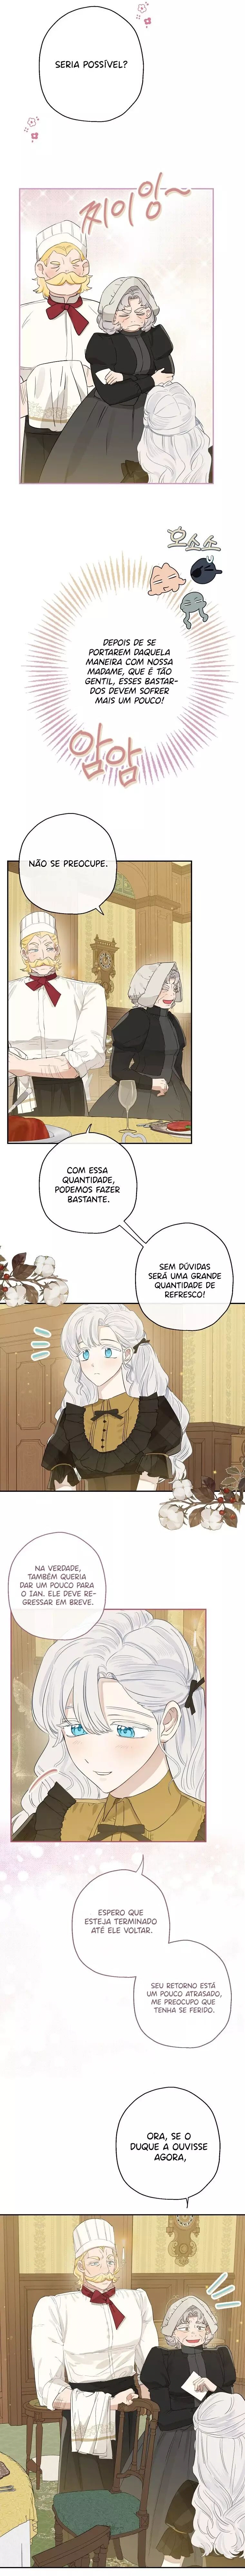 SERIA POSSÍVEL?
찌이잉~
오소소
DEPOIS DE SE
PORTAREM DAQUELA
MANEIRA COM NOSSA
MADAME, QUE É TÃO
GENTIL, ESSES BASTAR-
DOS DEVEM SOFRER
MAIS UM POUCO!
암암
NÃO SE PREOCUPE.
COM ESSA
QUANTIDADE,
PODEMOS FAZER
BASTANTE.
SEM DÚVIDAS
SERÁ UMA GRANDE
QUANTIDADE DE
REFRESCO!
NA VERDADE,
TAMBÉM QUERIA
DAR UM POUCO PARA
O IAN. ELE DEVE RE-
GRESSAR EM BREVE.
ESPERO QUE
ESTEJA TERMINADO
ATÉ ELE VOLTAR.
SEU RETORNO ESTÁ
UM POUCO ATRASADO,
ME PREOCUPO QUE
TENHA SE FERIDO.
ORA, SE O
DUQUE A OUVISSE
AGORA,